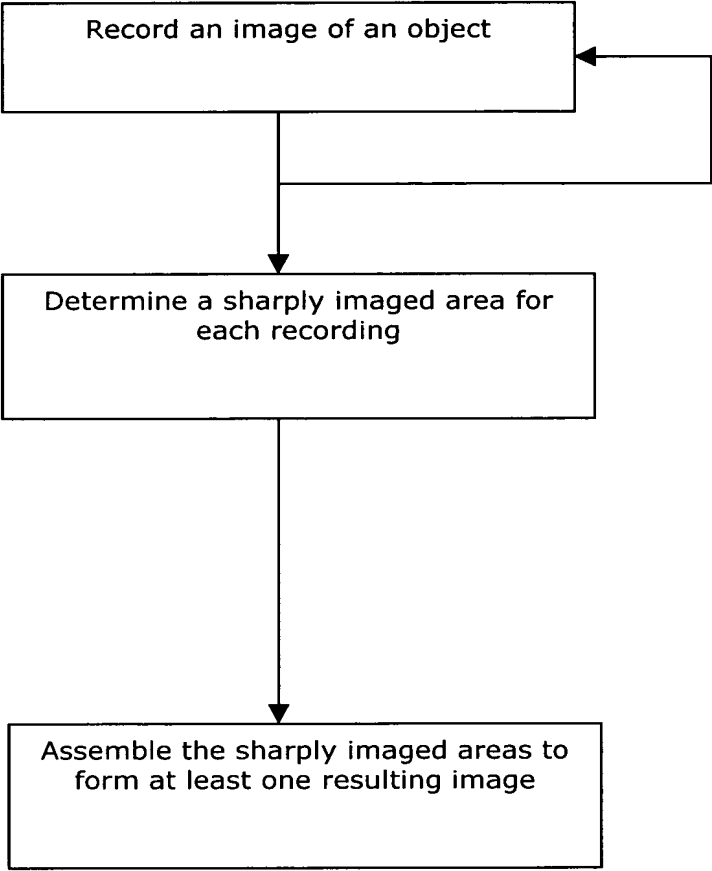 Record an image of an object
Determine a sharply imaged area for
each recording
Assemble the sharply imaged areas to
form at least one resulting image